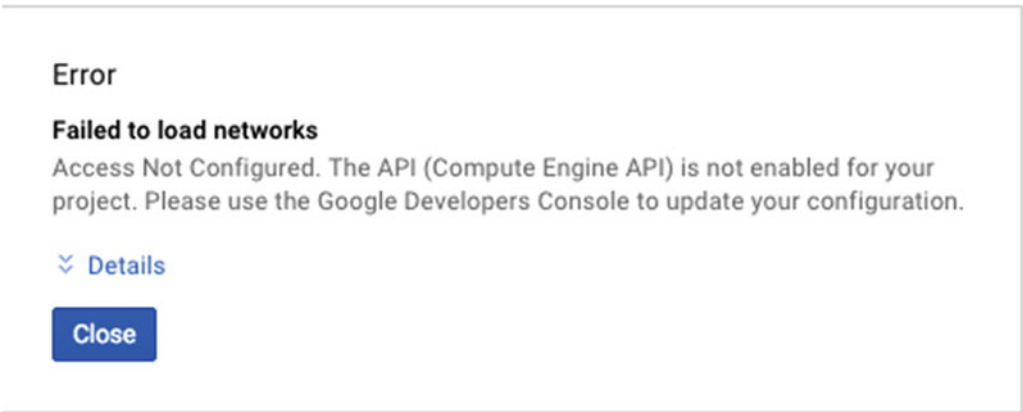 Error
Failed to load networks
Access Not Configured. The API (Compute Engine API) is not enabled for your
project. Please use the Google Developers Console to update your configuration.
Details
Close